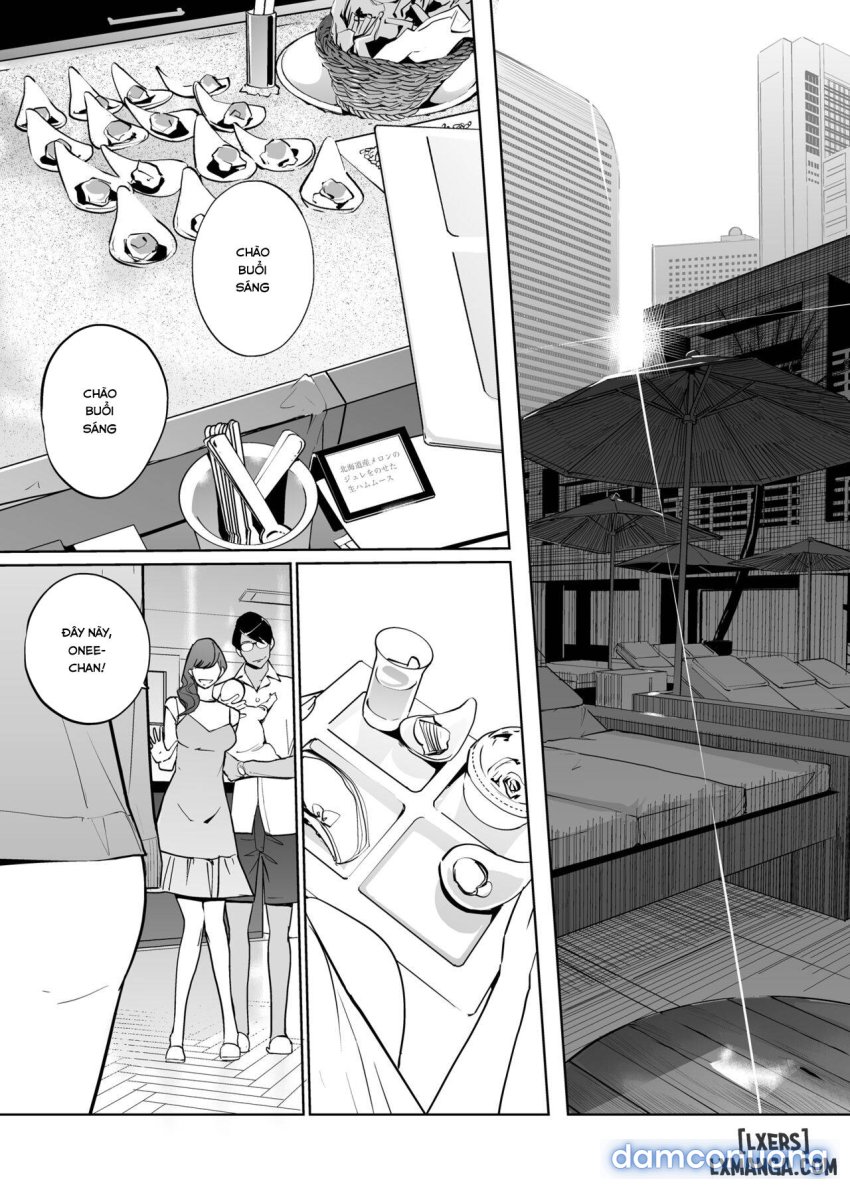 CHÀO
BUỔI
SÁNG
CHÀO
BUỔI
SÁNG
北海道産メロンの
ジュレをのせた
生ハムムース
ĐÂY NÀY,
ONEE-
CHAN!
[LXERS]
damconuong
LXMANGA.COM